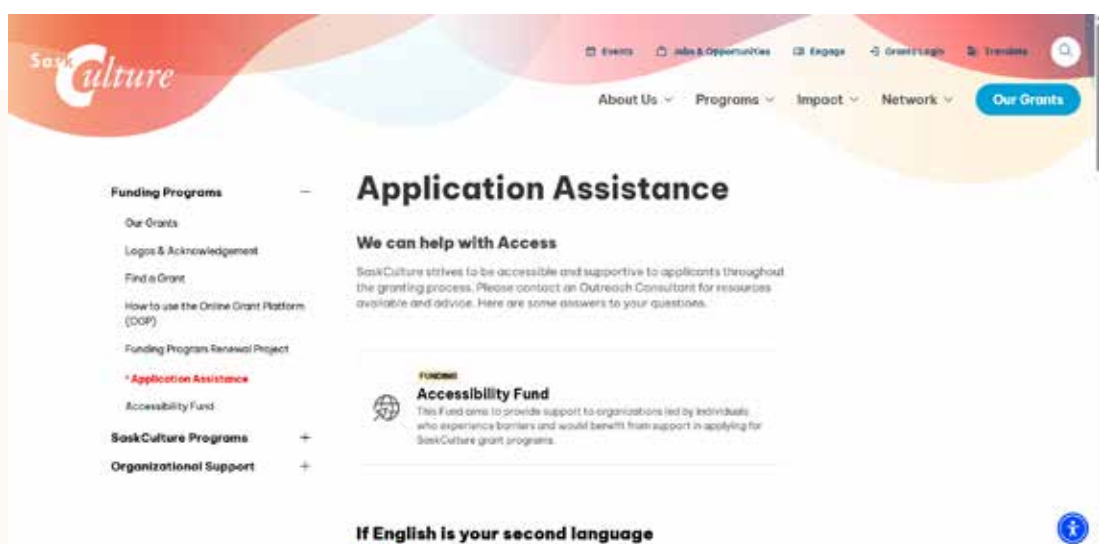 Sask Culture
Events Jobs & Opportunities Engage Grants Login Translate
About Us Programs Impact Network Our Grants
Funding Programs
Our Grants
Logos & Acknowledgement
Find a Grant
How to use the Online Grant Platform
(OGP)
Funding Program Renewal Project
Application Assistance
Accessibility Fund
SaskCulture Programs
Organizational Support
Application Assistance
We can help with Access
SaskCulture strives to be accessible and supportive to applicants throughout
the granting process. Please contact an Outreach Consultant for resources
available and advice. Here are some answers to your questions.
FUNDING
Accessibility Fund
This Fund aims to provide support to organizations led by individuals
who experience barriers and would benefit from support in applying for
SaskCulture grant programs.
If English is your second language